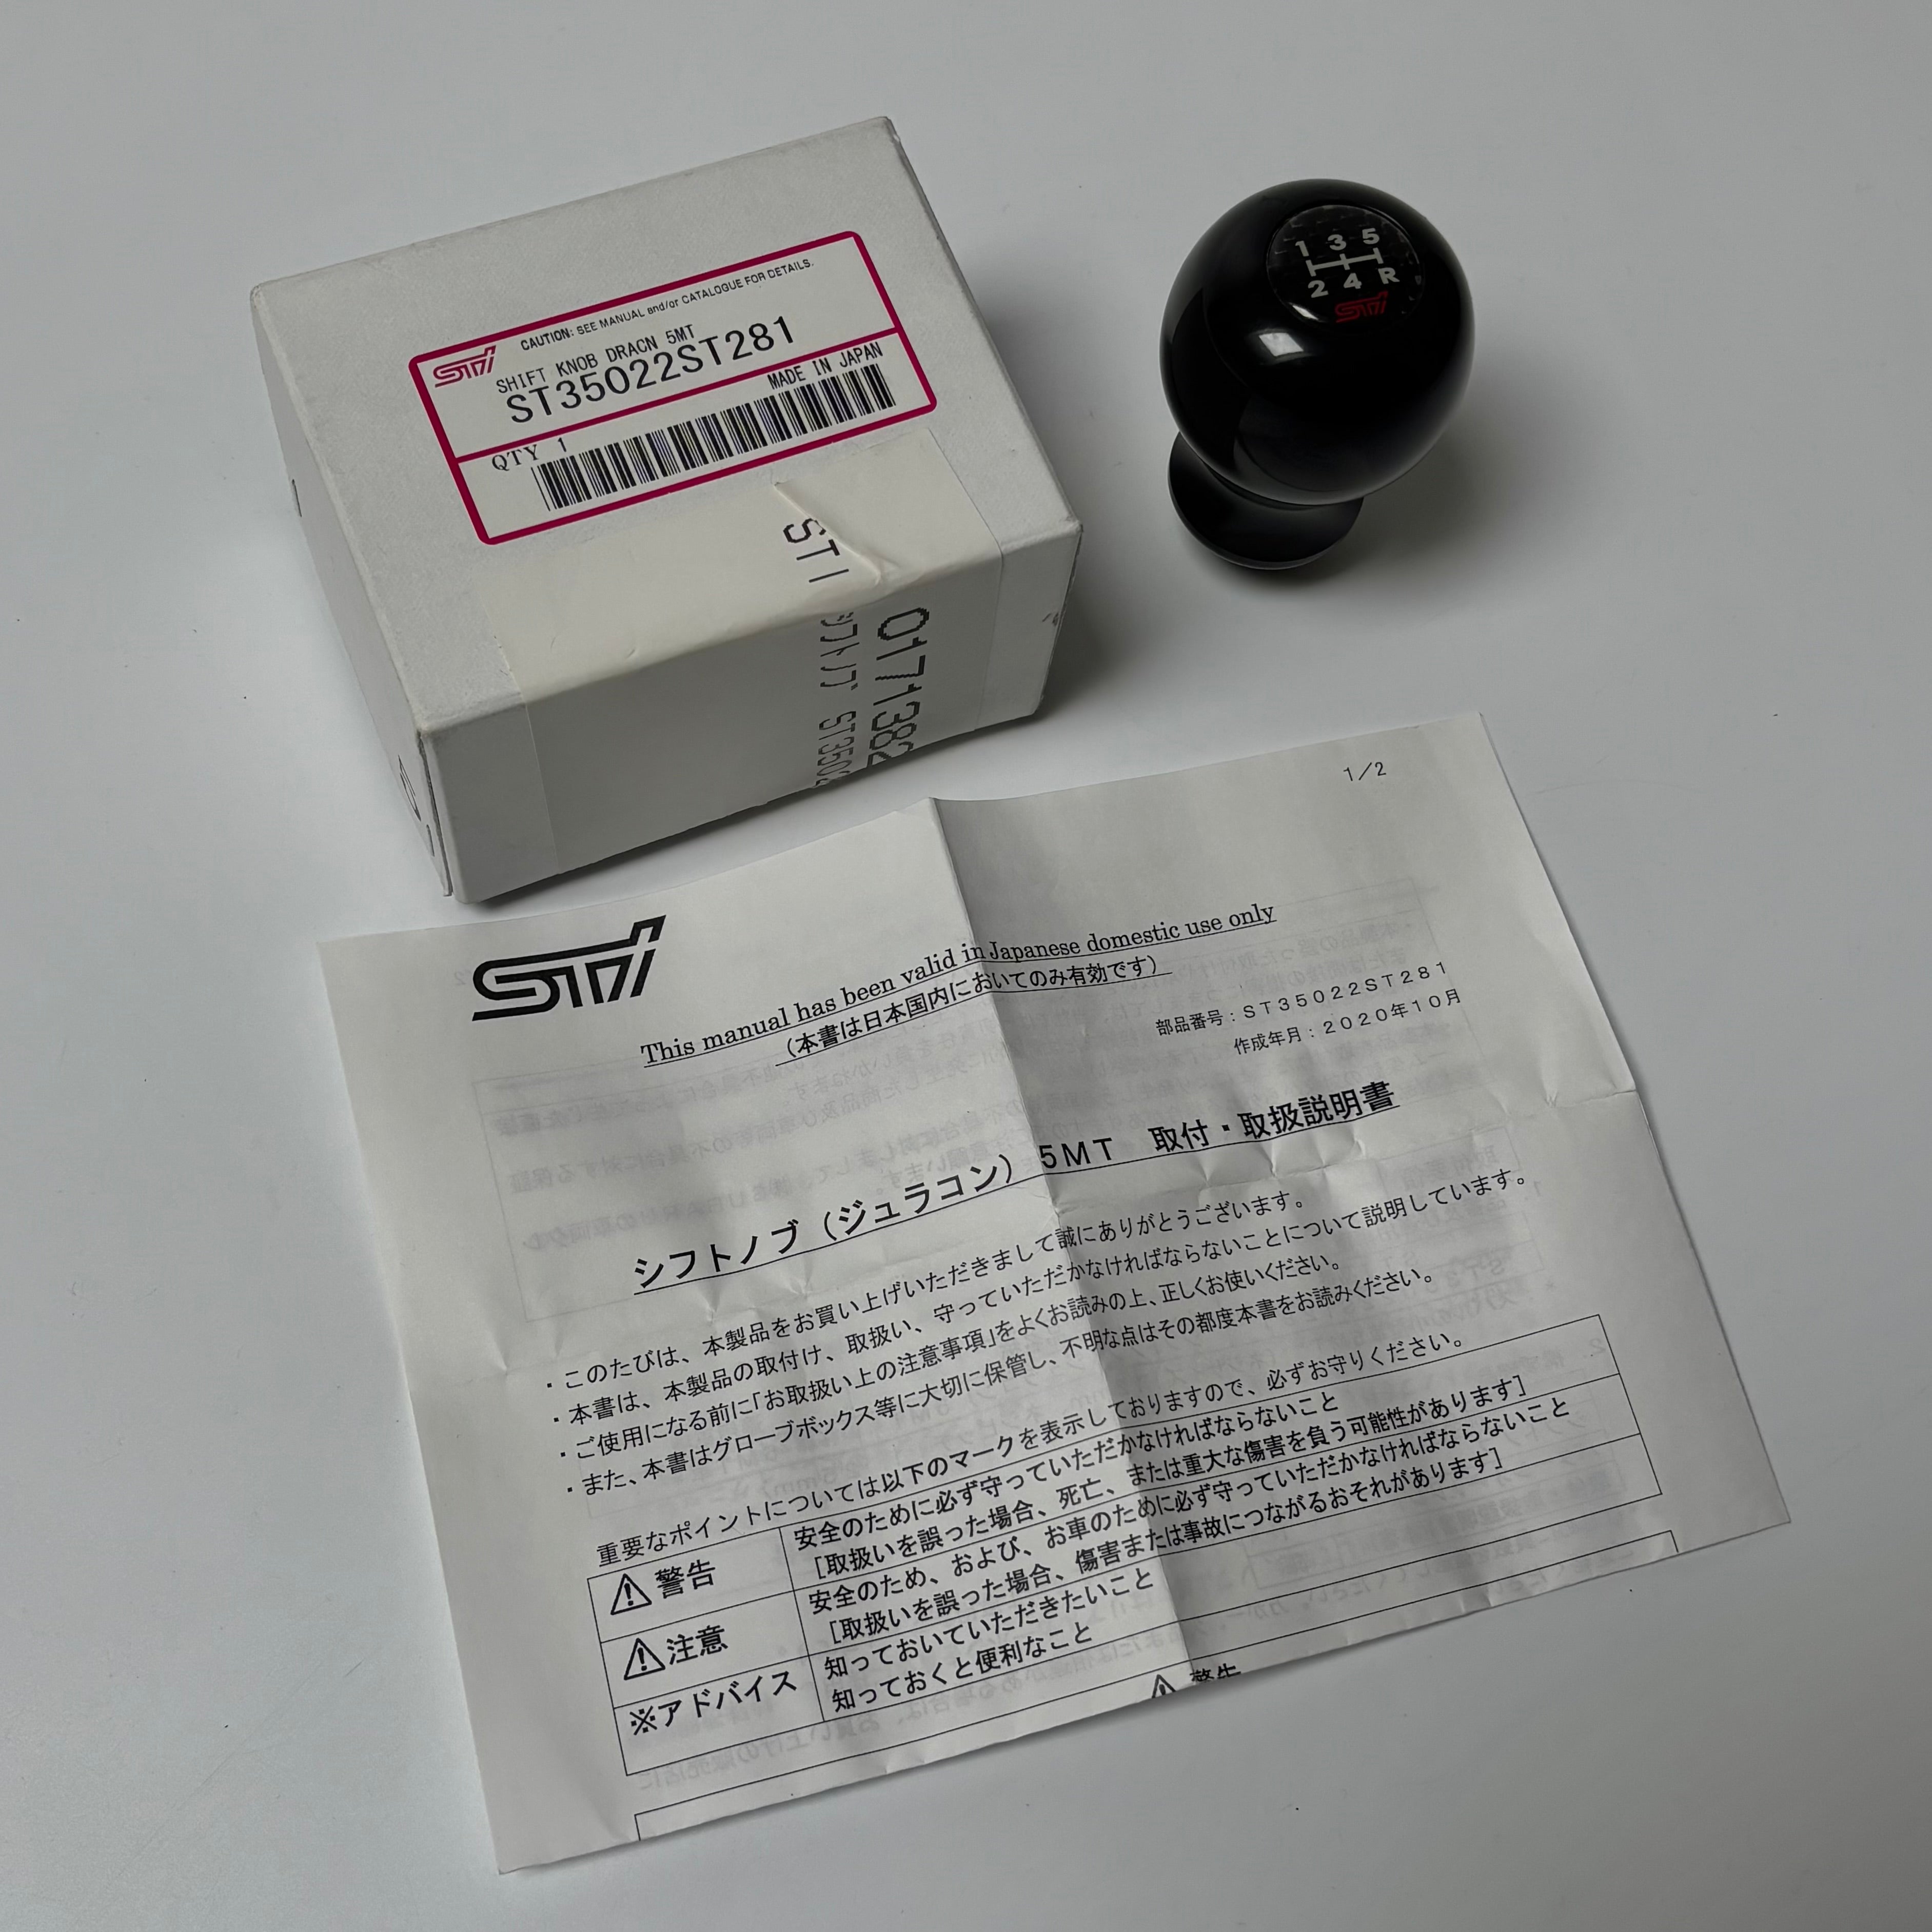 STI
CAUTION: SEE MANUAL and/or CATALOGUE FOR DETAILS.
SHIFT KNOB DRACN 5MT
ST35022ST281
MADE IN JAPAN
QTY 1
STI
0171382
シフトノブ ST3502
1 3 5
2 4 R
STI
1/2
STI
This manual has been valid in Japanese domestic use only
（本書は日本国内においてのみ有効です）
部品番号：ST35022ST281
作成年月：2020年10月
シフトノブ（ジュラコン）5MT 取付・取扱説明書
・このたびは、本製品をお買い上げいただきまして誠にありがとうございます。
・本書は、本製品の取付け、取扱い、守っていただかなければならないことについて説明しています。
・ご使用になる前に「お取扱い上の注意事項」をよくお読みの上、正しくお使いください。
・また、本書はグローブボックス等に大切に保管し、不明な点はその都度本書をお読みください。
重要なポイントについては以下のマークを表示しておりますので、必ずお守りください。
⚠警告
安全のために必ず守っていただかなければならないこと
［取扱いを誤った場合、死亡、または重大な傷害を負う可能性があります］
⚠注意
安全のため、および、お車のために必ず守っていただかなければならないこと
［取扱いを誤った場合、傷害または事故につながるおそれがあります］
※アドバイス
知っておいていただきたいこと
知っておくと便利なこと
⚠警告